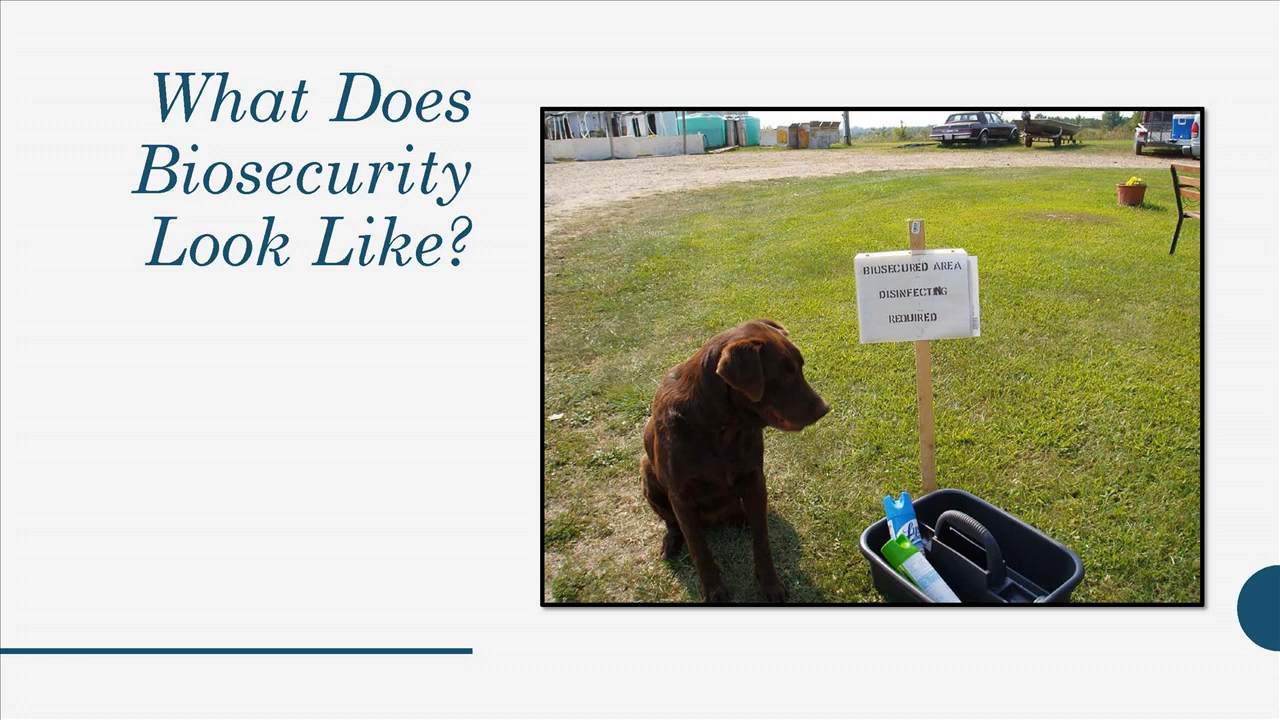 What Does
Biosecurity
Look Like?
BIOSECURED AREA
DISINFECTING
REQUIRED